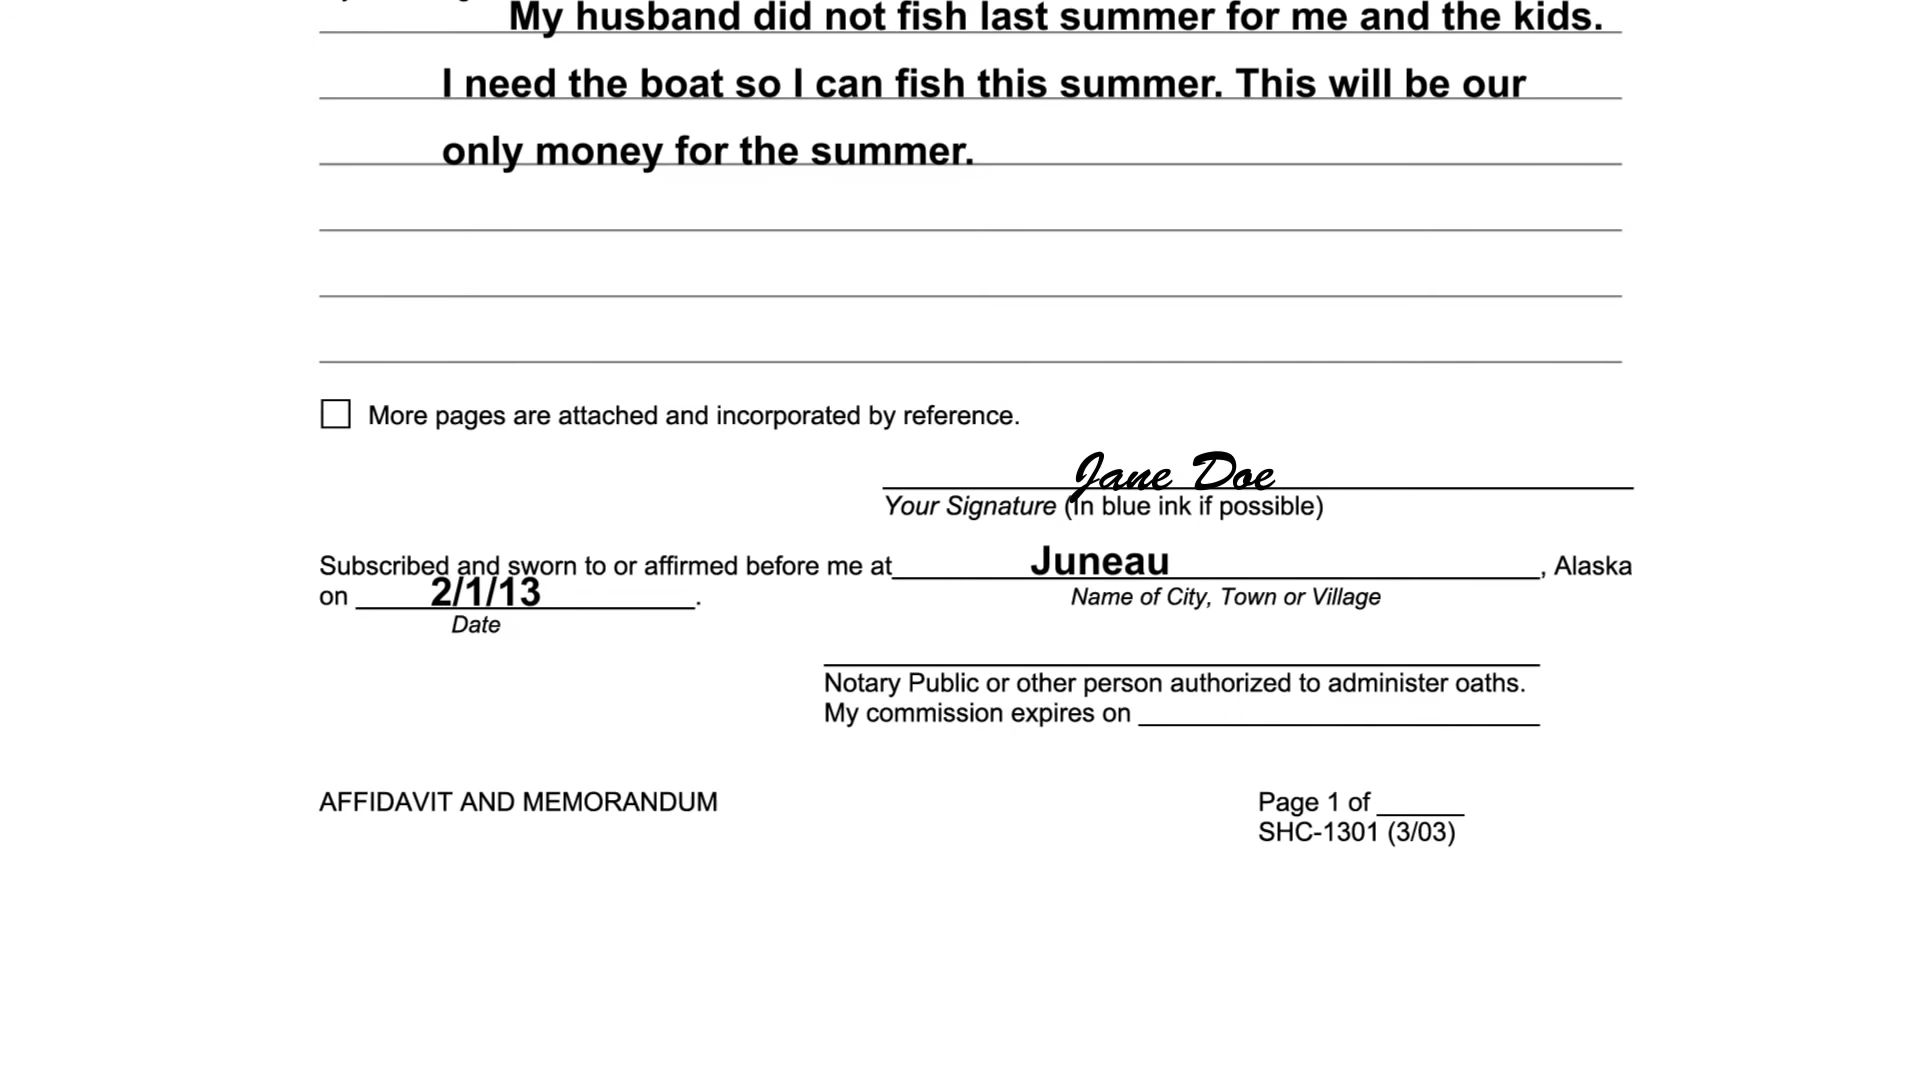 My husband did not fish last summer for me and the kids.
I need the boat so I can fish this summer. This will be our
only money for the summer.
More pages are attached and incorporated by reference.
Jane Doe
Your Signature (In blue ink if possible)
Subscribed and sworn to or affirmed before me at Juneau, Alaska
on 2/1/13.
Name of City, Town or Village
Date
Notary Public or other person authorized to administer oaths.
My commission expires on
AFFIDAVIT AND MEMORANDUM
Page 1 of
SHC-1301 (3/03)